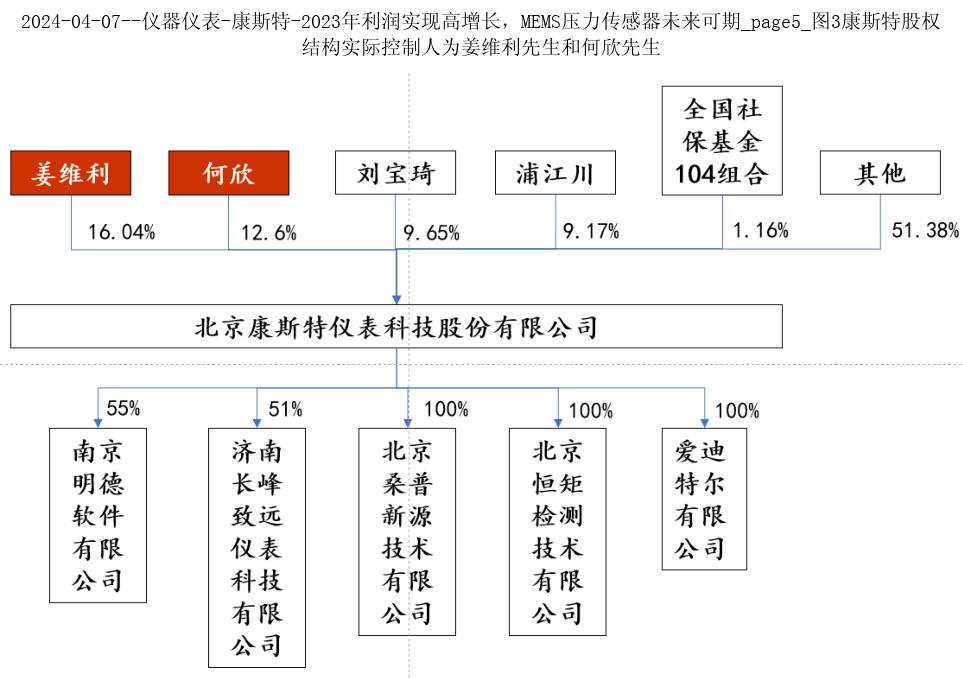 2024-04-07--仪器仪表-康斯特-2023年利润实现高增长，MEMS压力传感器未来可期_page5_图3康斯特股权
结构实际控制人为姜维利先生和何欣先生
姜维利
何欣
刘宝琦
浦江川
全国社
保基金
104组合
其他
16.04%
12.6%
9.65%
9.17%
1.16%
51.38%
北京康斯特仪表科技股份有限公司
55%
51%
100%
100%
100%
南京
明德
软件
有限
公司
济南
长峰
致远
仪表
科技
有限
公司
北京
桑普
新源
技术
有限
公司
北京
恒矩
检测
技术
有限
公司
爱迪
特尔
有限
公司